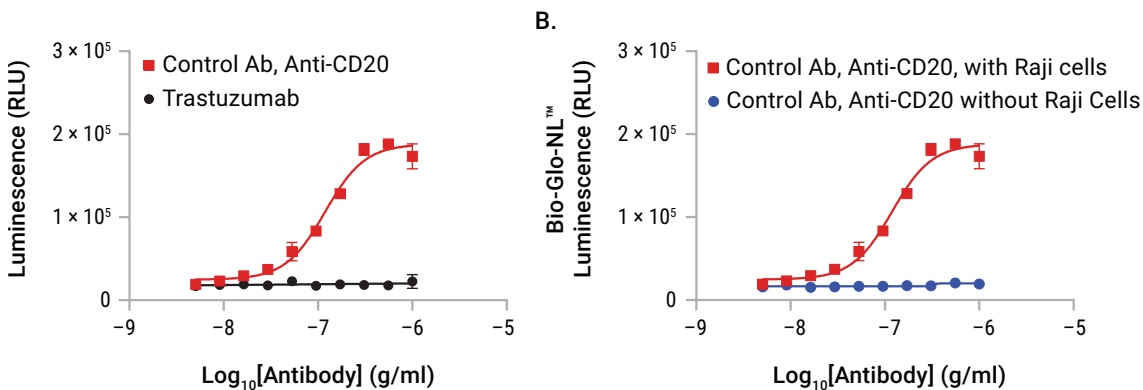 B.
3 × 10⁵
2 × 10⁵
1 × 10⁵
0
Luminescence (RLU)
Control Ab, Anti-CD20
Trastuzumab
−9
−8
−7
−6
−5
Log₁₀[Antibody] (g/ml)
3 × 10⁵
2 × 10⁵
1 × 10⁵
0
Bio-Glo-NL™
Luminescence (RLU)
Control Ab, Anti-CD20, with Raji cells
Control Ab, Anti-CD20 without Raji Cells
−9
−8
−7
−6
−5
Log₁₀[Antibody] (g/ml)